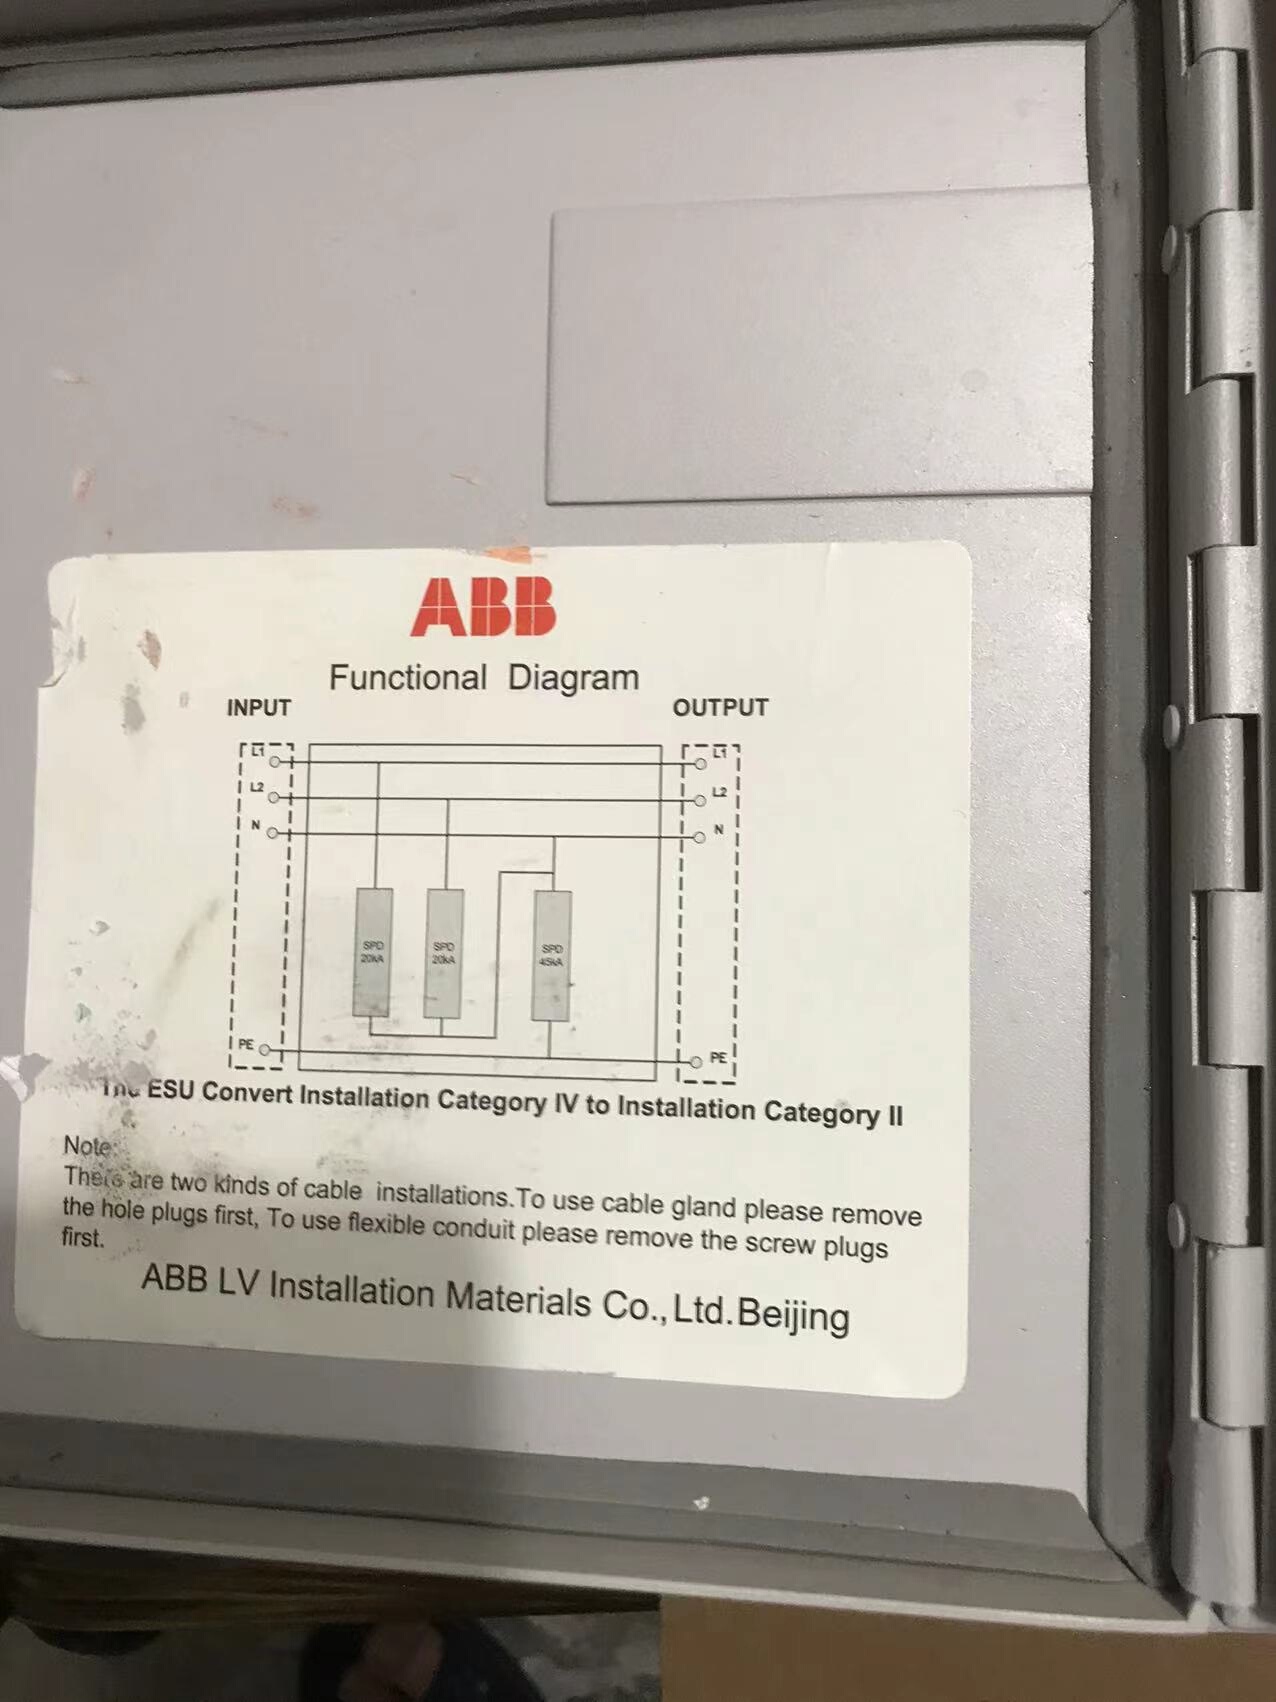 ABB
Functional Diagram
INPUT
OUTPUT
L1
L1
L2
L2
N
N
SPD
20kA
SPD
20kA
SPD
45kA
PE
PE
The ESU Convert Installation Category IV to Installation Category II
Note:
There are two kinds of cable installations.To use cable gland please remove
the hole plugs first, To use flexible conduit please remove the screw plugs
first.
ABB LV Installation Materials Co., Ltd. Beijing